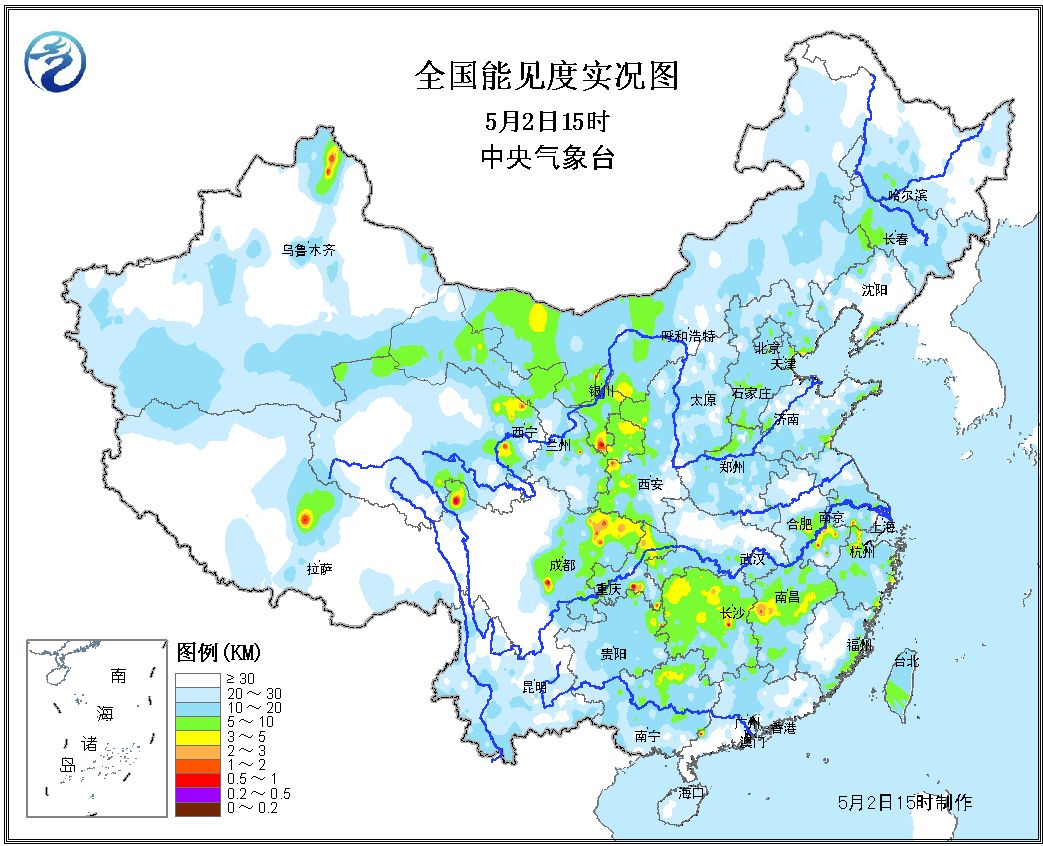 全国能见度实况图
5月2日15时
中央气象台
哈尔滨
长春
乌鲁木齐
沈阳
呼和浩特
北京
天津
银川
石家庄
太原
济南
西宁
兰州
郑州
西安
合肥
南京
上海
杭州
武汉
成都
拉萨
重庆
南昌
长沙
福州
贵阳
台北
昆明
广州
香港
南宁
澳门
海口
南
海
诸
岛
图例(KM)
≥30
20～30
10～20
5～10
3～5
2～3
1～2
0.5～1
0.2～0.5
0～0.2
5月2日15时制作